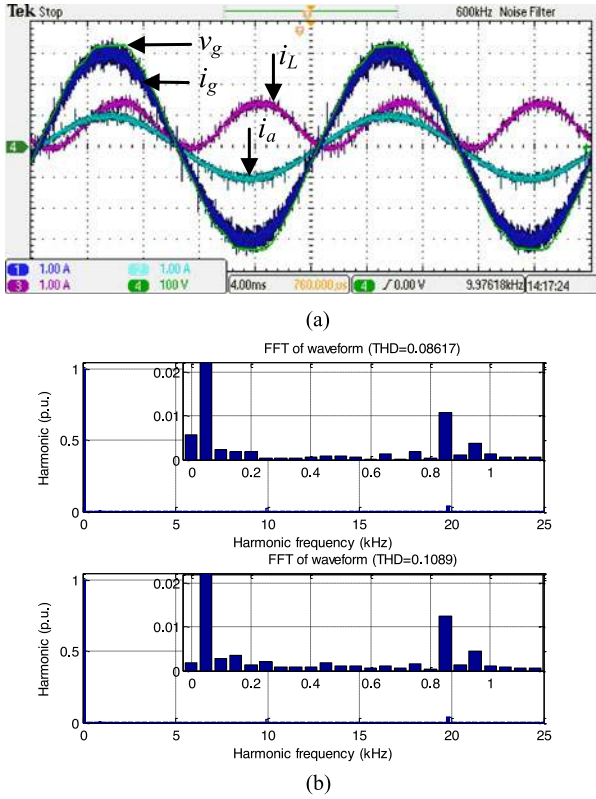 Tek Stop
600kHz Noise Filter
v_g
i_g
i_L
i_a
4
1 1.00 A 2 1.00 A
3 1.00 A 4 100 V
4.00ms 760.000µs 4 ∫ 0.00 V 9.97618kHz 14:17:24
(a)
FFT of waveform (THD=0.08617)
Harmonic (p.u.)
1
0.5
0
0.02
0.01
0
0 0.2 0.4 0.6 0.8 1
0 5 10 15 20 25
Harmonic frequency (kHz)
FFT of waveform (THD=0.1089)
Harmonic (p.u.)
1
0.5
0
0.02
0.01
0
0 0.2 0.4 0.6 0.8 1
0 5 10 15 20 25
Harmonic frequency (kHz)
(b)